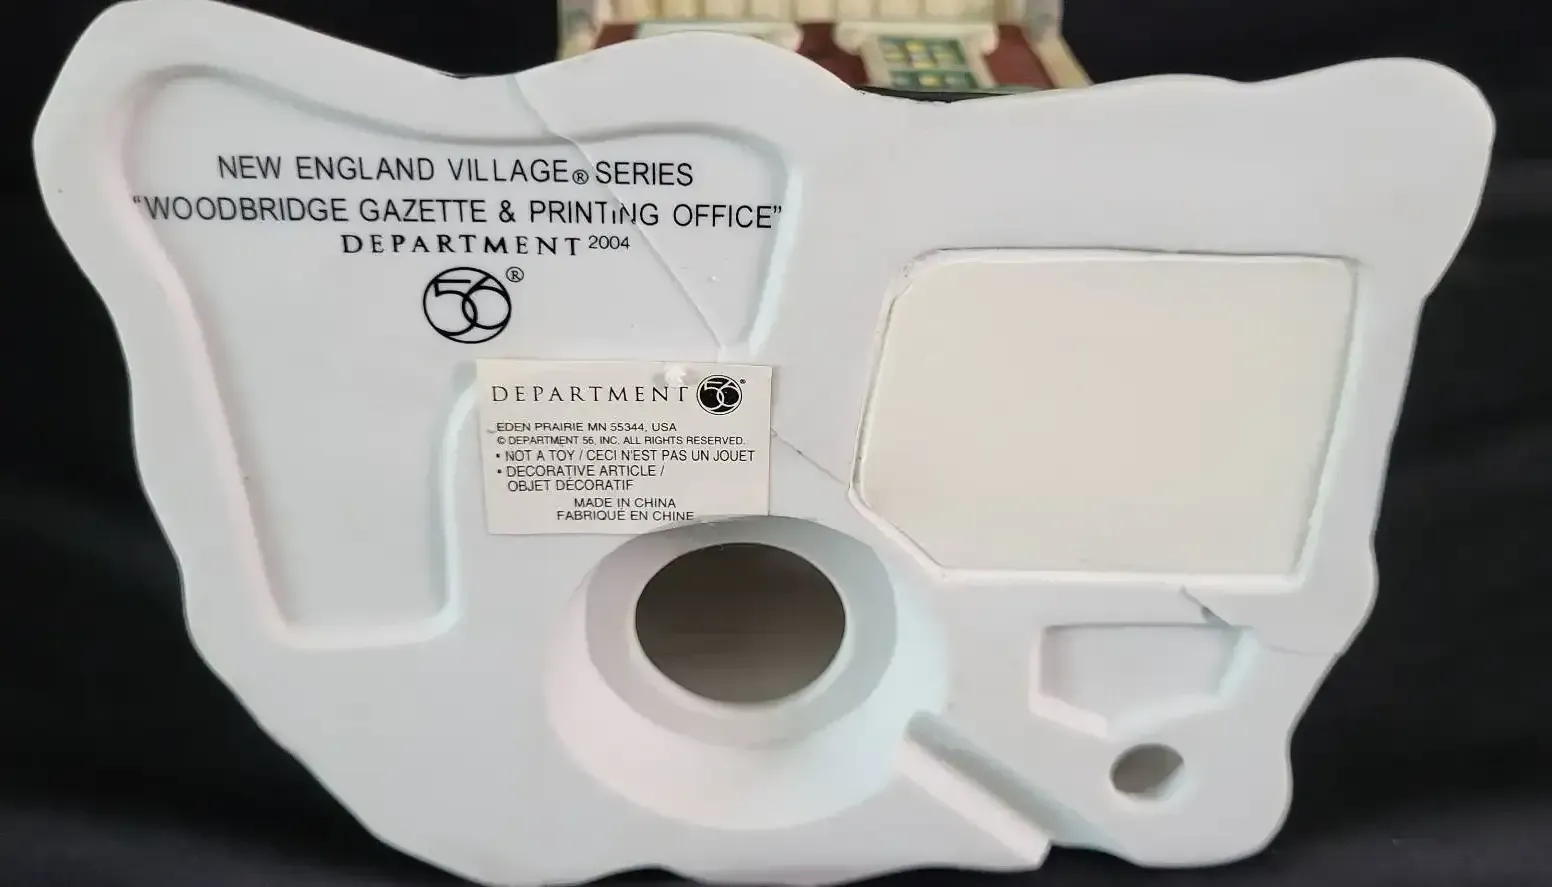 NEW ENGLAND VILLAGE® SERIES
"WOODBRIDGE GAZETTE & PRINTING OFFICE"
DEPARTMENT 2004
56®
DEPARTMENT 56®
EDEN PRAIRIE MN 55344, USA
© DEPARTMENT 56, INC. ALL RIGHTS RESERVED.
• NOT A TOY / CECI N'EST PAS UN JOUET
• DECORATIVE ARTICLE /
OBJET DÉCORATIF
MADE IN CHINA
FABRIQUÉ EN CHINE